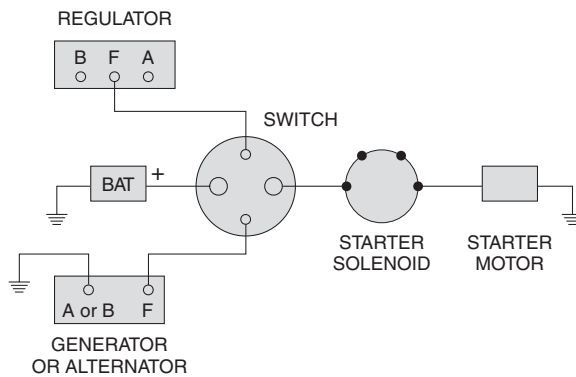 REGULATOR
B F A
SWITCH
BAT +
STARTER
SOLENOID
STARTER
MOTOR
A or B F
GENERATOR
OR ALTERNATOR